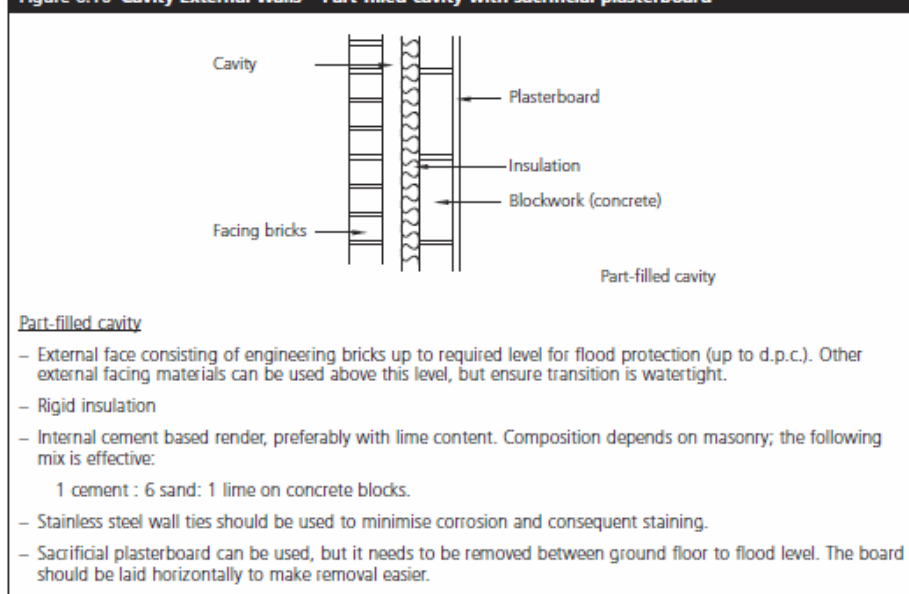 Cavity
Plasterboard
Insulation
Blockwork (concrete)
Facing bricks
Part-filled cavity
Part-filled cavity
– External face consisting of engineering bricks up to required level for flood protection (up to d.p.c.). Other
external facing materials can be used above this level, but ensure transition is watertight.
– Rigid insulation
– Internal cement based render, preferably with lime content. Composition depends on masonry; the following
mix is effective:
1 cement : 6 sand: 1 lime on concrete blocks.
– Stainless steel wall ties should be used to minimise corrosion and consequent staining.
– Sacrificial plasterboard can be used, but it needs to be removed between ground floor to flood level. The board
should be laid horizontally to make removal easier.